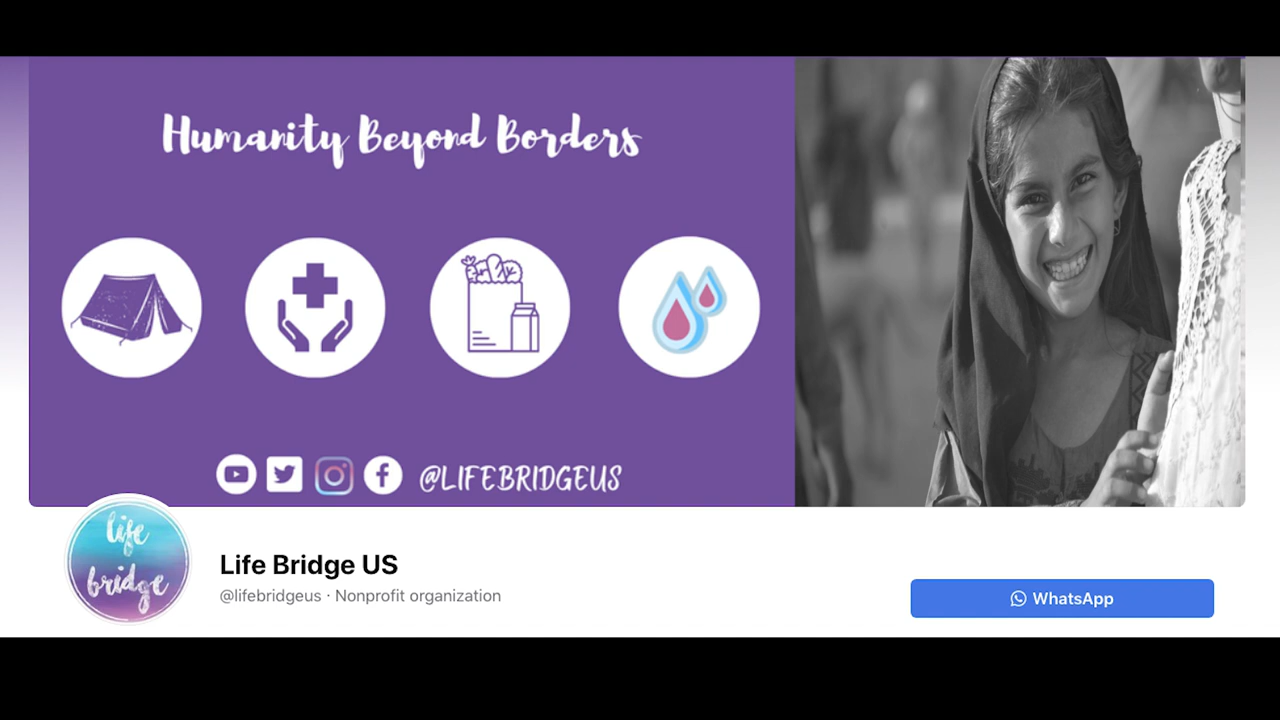 Humanity Beyond Borders
@LIFEBRIDGEUS
life
bridge
Life Bridge US
@lifebridgeus · Nonprofit organization
WhatsApp